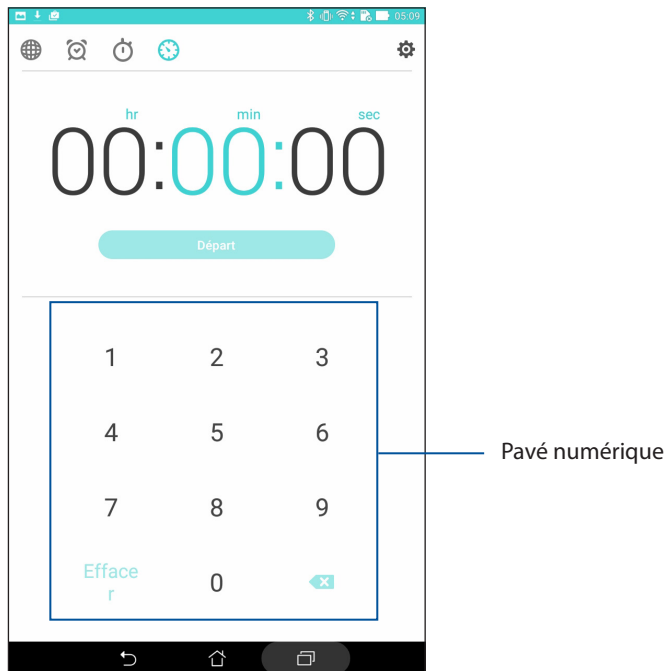 05:09
hr min sec
00:00:00
Départ
1 2 3
4 5 6
Pavé numérique
7 8 9
Efface
r
0